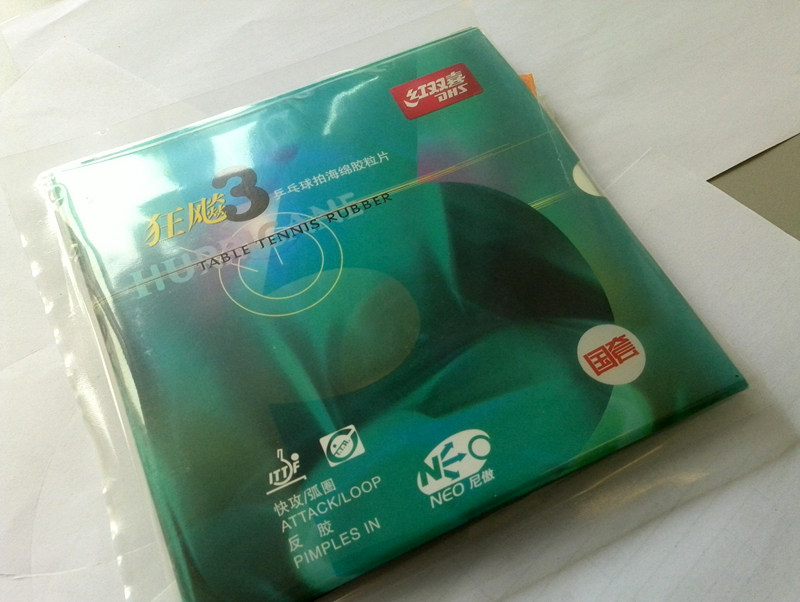 红双喜
DHS
狂飚3
乒乓球拍海绵胶粒片
HURRICANE
TABLE TENNIS RUBBER
国套
ITTF
快攻/弧圈
ATTACK/LOOP
反 胶
PIMPLES IN
NEO
NEO 尼傲